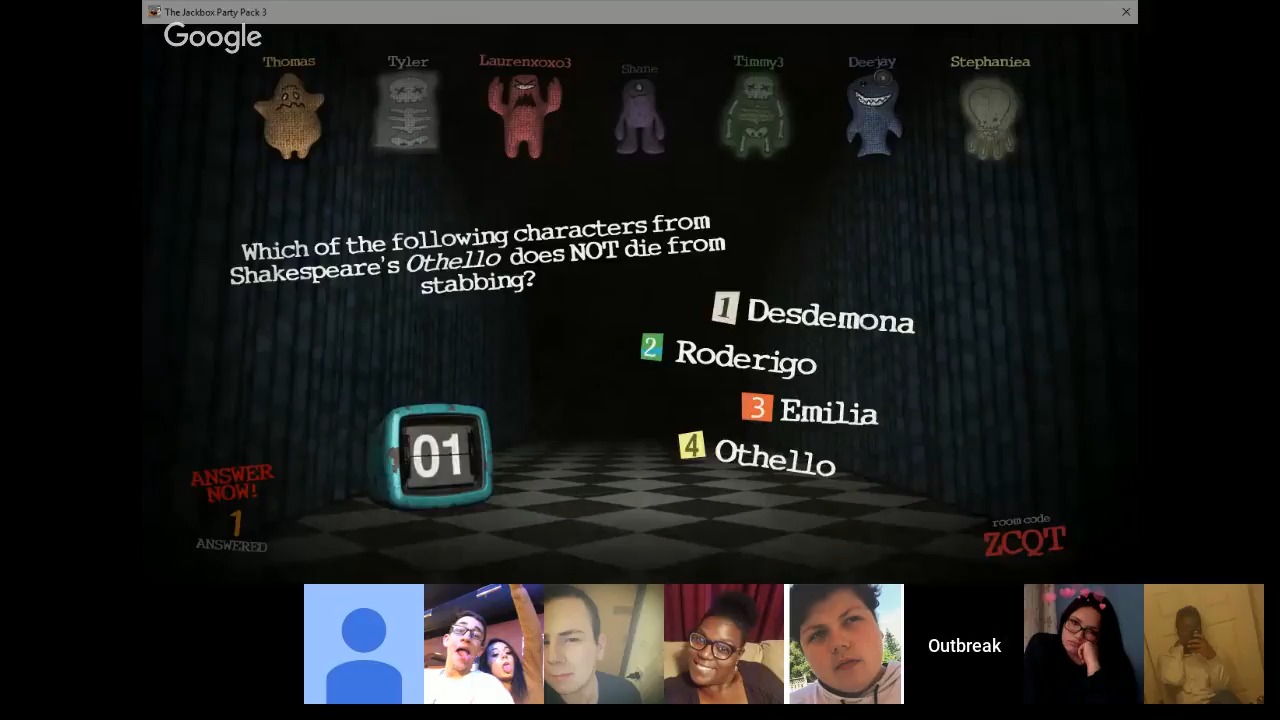 The Jackbox Party Pack 3
Google
Thomas
Tyler
Laurenxoxo3
Shane
Timmy3
Deejay
Stephaniea
Which of the following characters from
Shakespeare's Othello does NOT die from
stabbing?
1 Desdemona
2 Roderigo
3 Emilia
4 Othello
01
ANSWER
NOW!
1
ANSWERED
room code
ZCQT
Outbreak